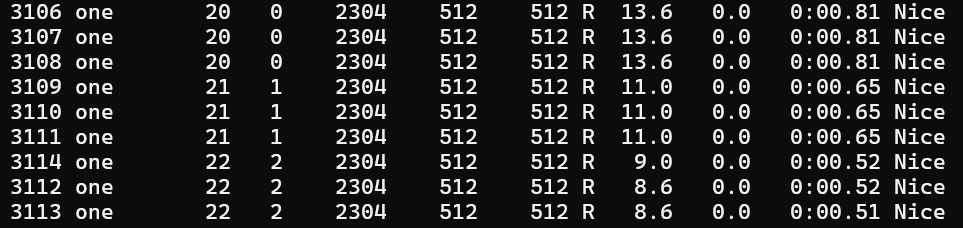 3106 one 20 0 2304 512 512 R 13.6 0.0 0:00.81 Nice
3107 one 20 0 2304 512 512 R 13.6 0.0 0:00.81 Nice
3108 one 20 0 2304 512 512 R 13.6 0.0 0:00.81 Nice
3109 one 21 1 2304 512 512 R 11.0 0.0 0:00.65 Nice
3110 one 21 1 2304 512 512 R 11.0 0.0 0:00.65 Nice
3111 one 21 1 2304 512 512 R 11.0 0.0 0:00.65 Nice
3114 one 22 2 2304 512 512 R 9.0 0.0 0:00.52 Nice
3112 one 22 2 2304 512 512 R 8.6 0.0 0:00.52 Nice
3113 one 22 2 2304 512 512 R 8.6 0.0 0:00.51 Nice